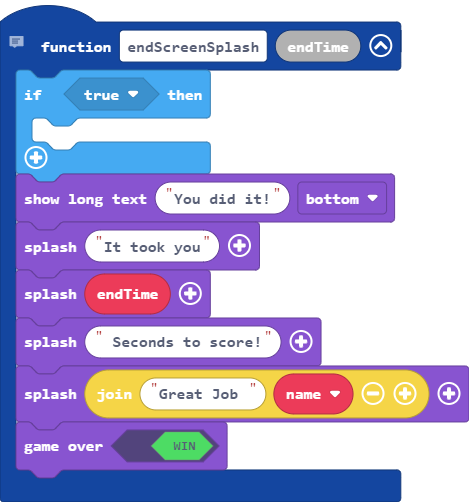 function endScreenSplash endTime
if true then
show long text "You did it!" bottom
splash "It took you"
splash endTime
splash " Seconds to score!"
splash join "Great Job " name
game over WIN